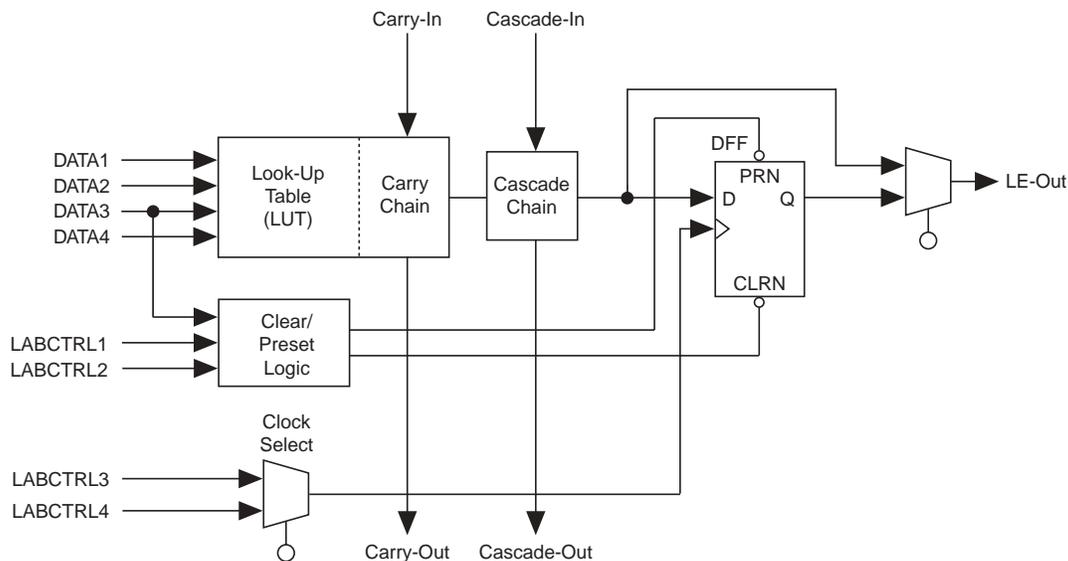 Carry-In
Cascade-In
DATA1
DATA2
DATA3
DATA4
Look-Up
Table
(LUT)
Carry
Chain
Cascade
Chain
DFF
PRN
D
Q
CLRN
LE-Out
LABCTRL1
LABCTRL2
Clear/
Preset
Logic
Clock
Select
LABCTRL3
LABCTRL4
Carry-Out
Cascade-Out